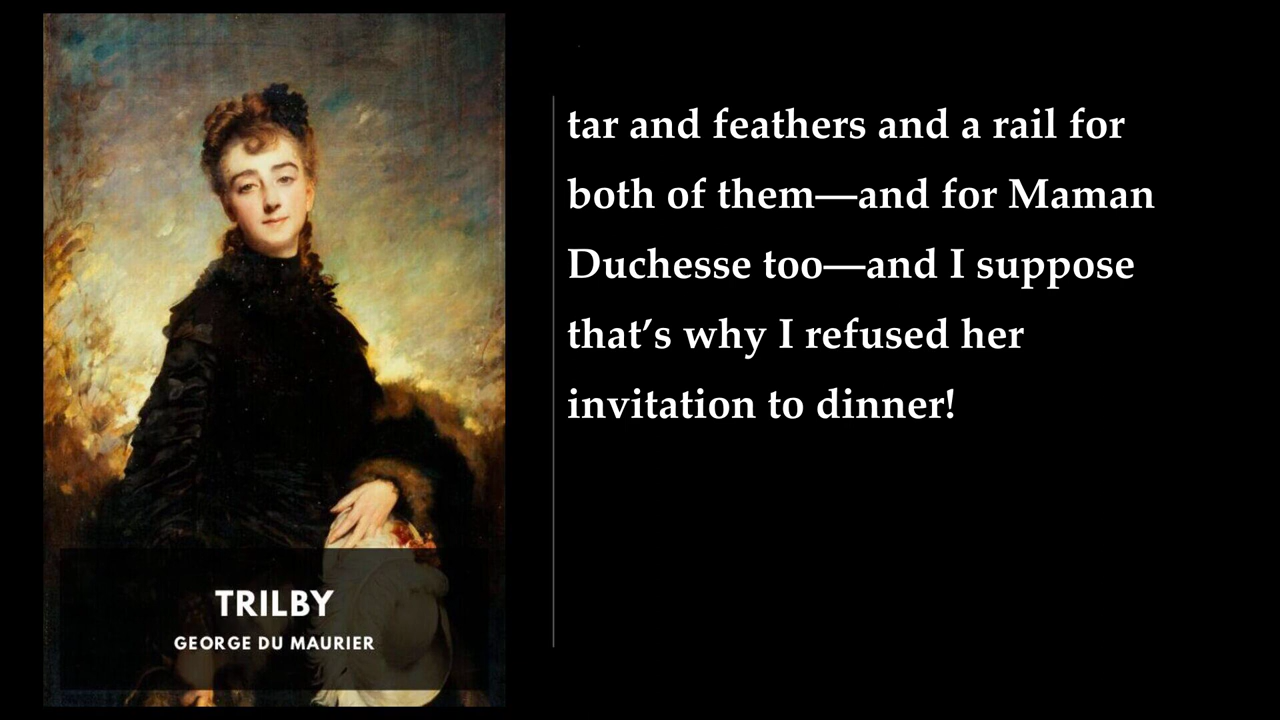 tar and feathers and a rail for
both of them—and for Maman
Duchesse too—and I suppose
that’s why I refused her
invitation to dinner!
TRILBY
GEORGE DU MAURIER